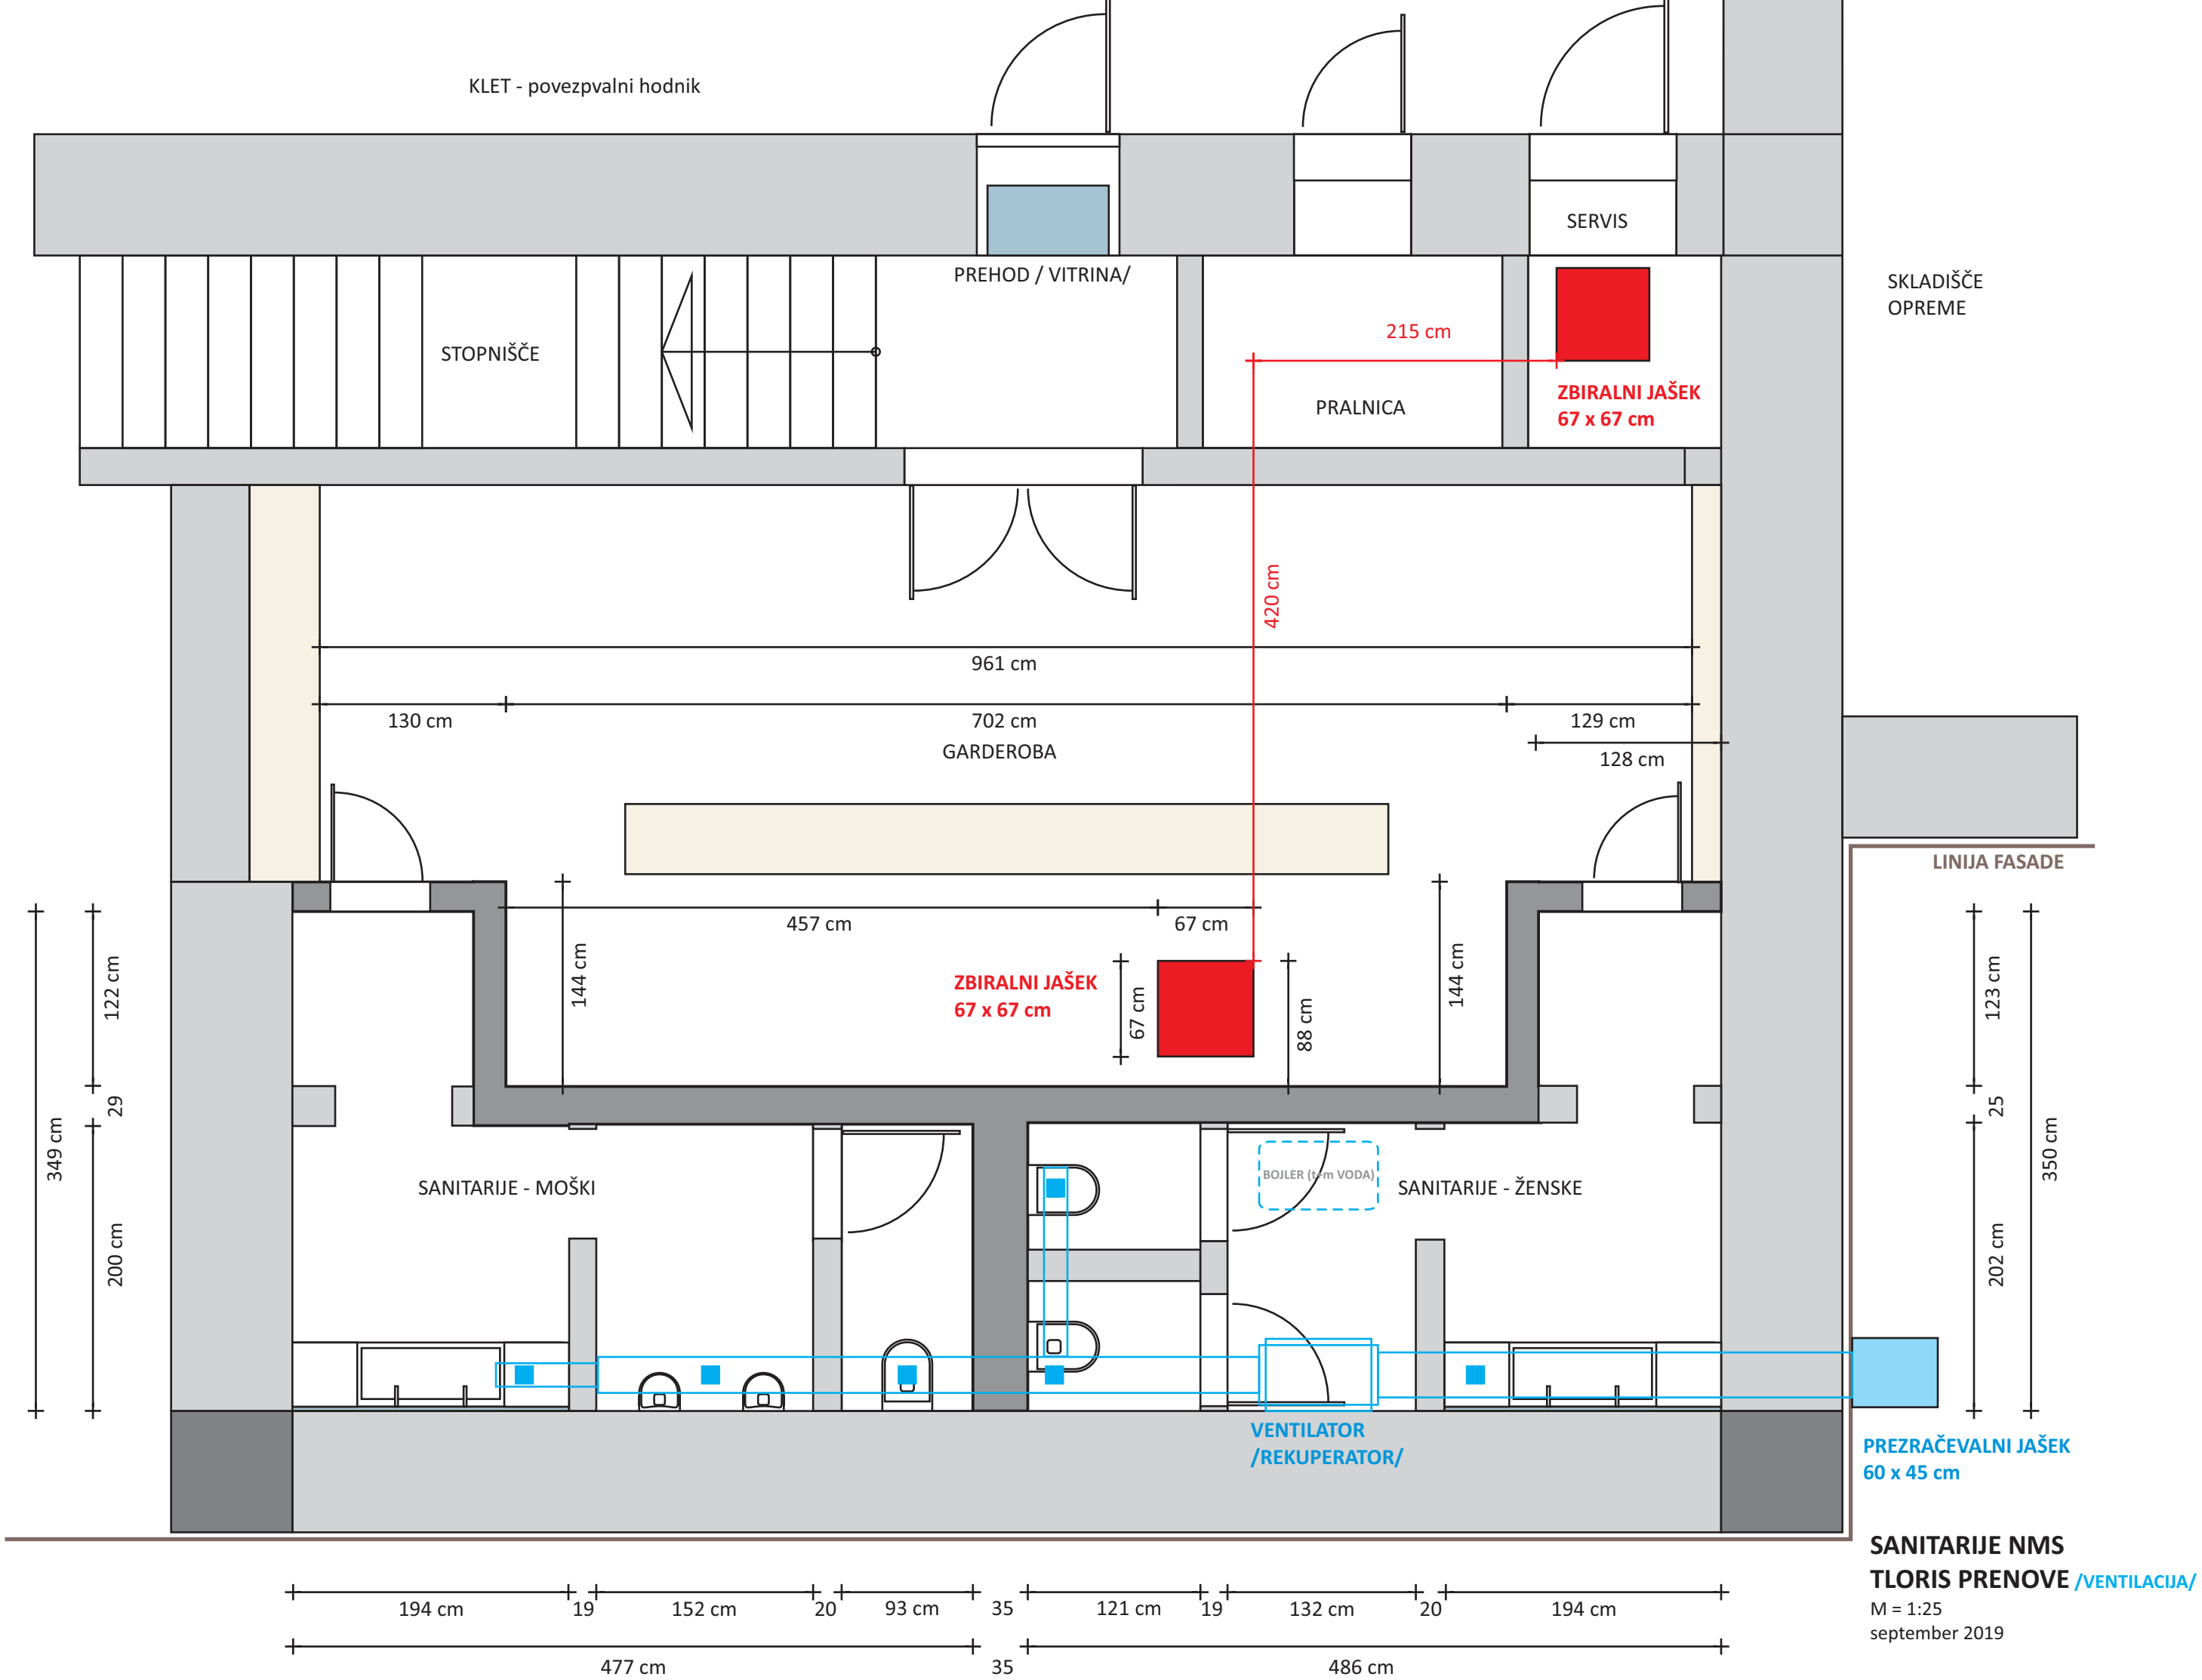 KLET - povezpvalni hodnik
SERVIS
PREHOD / VITRINA/
SKLADIŠČE
OPREME
STOPNIŠČE
215 cm
PRALNICA
ZBIRALNI JAŠEK
67 x 67 cm
420 cm
961 cm
130 cm
702 cm
129 cm
GARDEROBA
128 cm
LINIJA FASADE
457 cm
67 cm
144 cm
144 cm
122 cm
123 cm
ZBIRALNI JAŠEK
67 x 67 cm
67 cm
88 cm
29
25
349 cm
350 cm
BOJLER (t
m VODA)
SANITARIJE - MOŠKI
SANITARIJE - ŽENSKE
200 cm
202 cm
VENTILATOR
/REKUPERATOR/
PREZRAČEVALNI JAŠEK
60 x 45 cm
SANITARIJE NMS
TLORIS PRENOVE /VENTILACIJA/
M = 1:25
september 2019
194 cm
19
152 cm
20
93 cm
35
121 cm
19
132 cm
20
194 cm
477 cm
35
486 cm